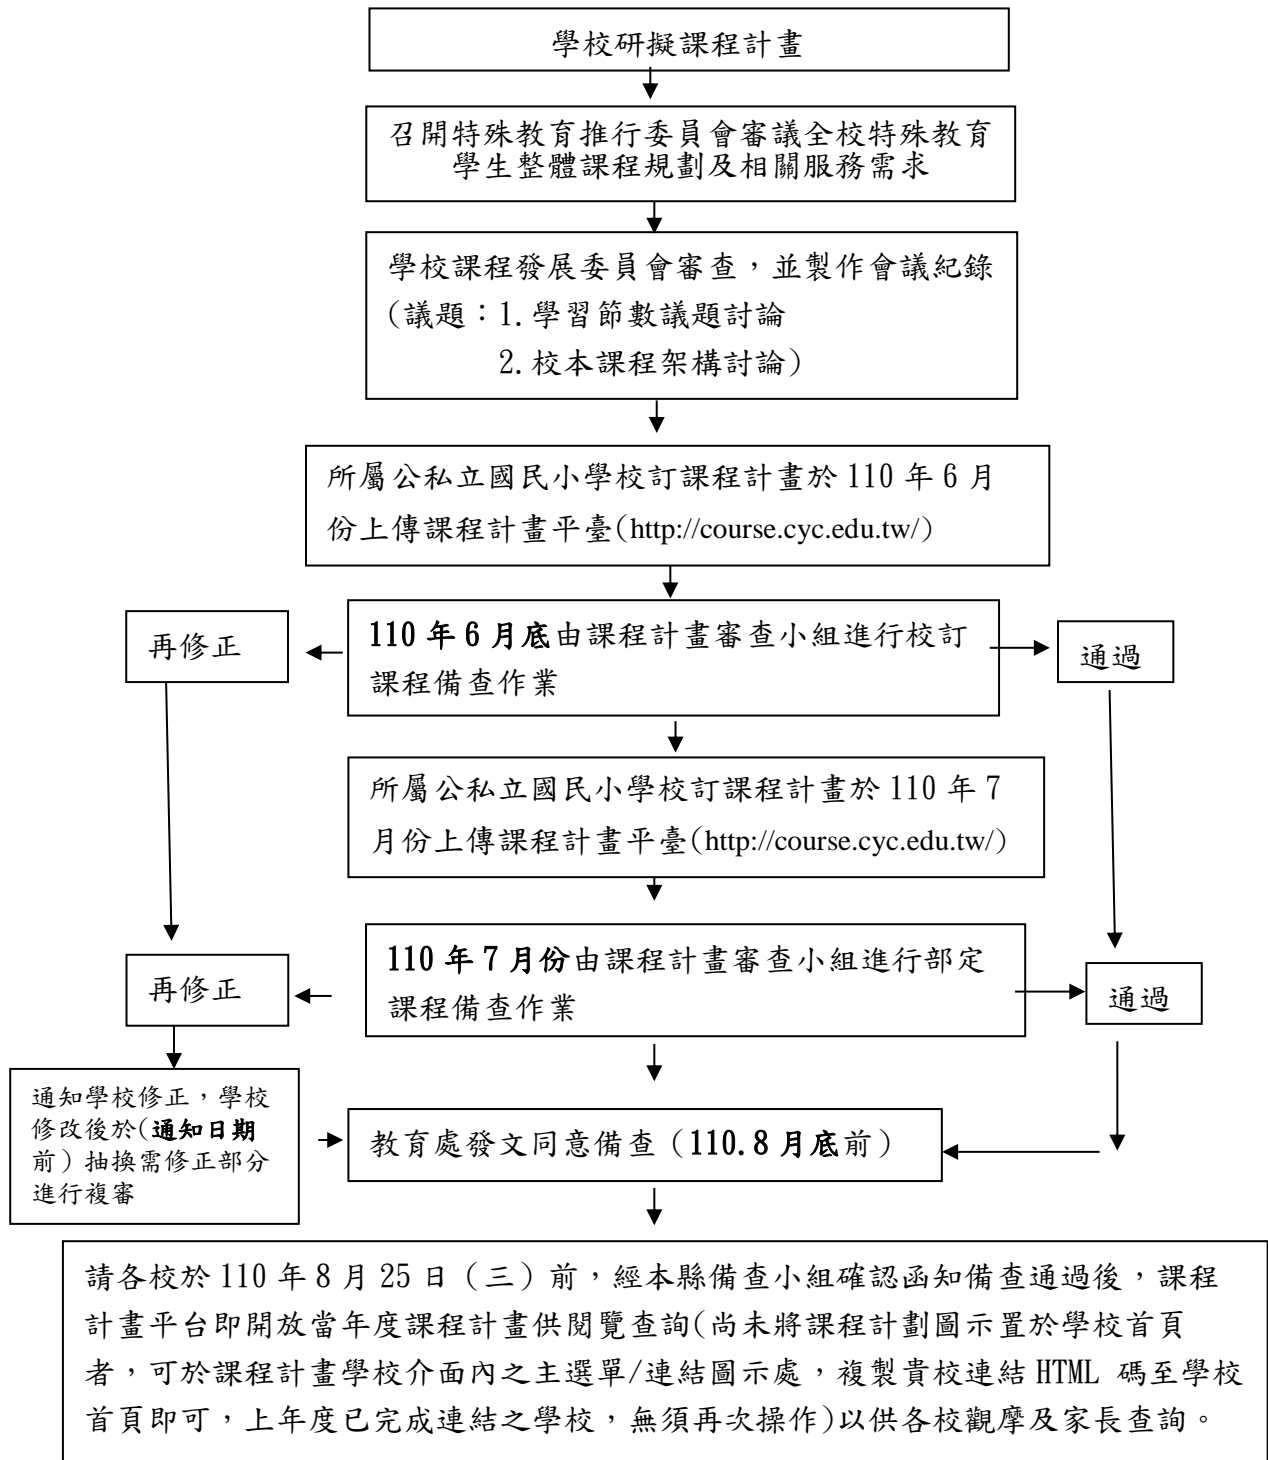 學校研擬課程計畫
召開特殊教育推行委員會審議全校特殊教育
學生整體課程規劃及相關服務需求
學校課程發展委員會審查，並製作會議紀錄
(議題：1.學習節數議題討論
2.校本課程架構討論)
所屬公私立國民小學校訂課程計畫於 110 年 6 月
份上傳課程計畫平臺(http://course.cyc.edu.tw/)
再修正
110 年 6 月底由課程計畫審查小組進行校訂
課程備查作業
通過
所屬公私立國民小學校訂課程計畫於 110 年 7
月份上傳課程計畫平臺(http://course.cyc.edu.tw/)
再修正
110 年 7 月份由課程計畫審查小組進行部定
課程備查作業
通過
通知學校修正，學校
修改後於(通知日期
前）抽換需修正部分
進行複審
教育處發文同意備查（110.8 月底前）
請各校於 110 年 8 月 25 日（三）前，經本縣備查小組確認函知備查通過後，課程
計畫平台即開放當年度課程計畫供閱覽查詢(尚未將課程計劃圖示置於學校首頁
者，可於課程計畫學校介面內之主選單/連結圖示處，複製貴校連結 HTML 碼至學校
首頁即可，上年度已完成連結之學校，無須再次操作)以供各校觀摩及家長查詢。